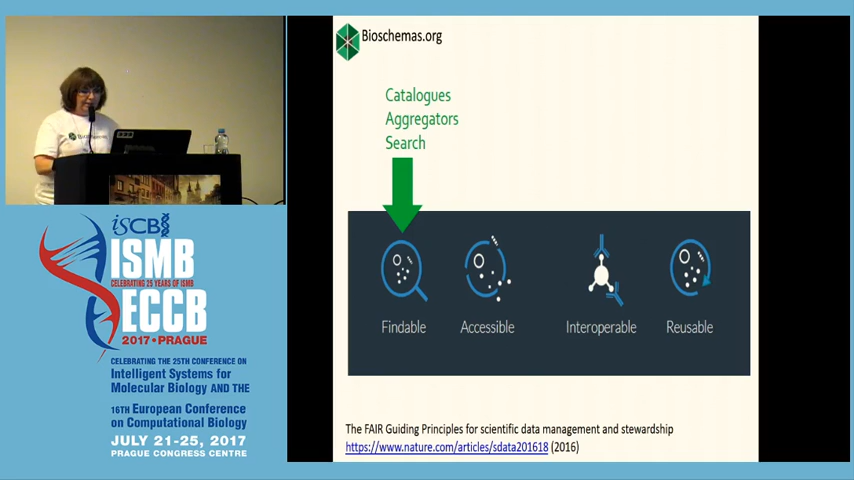 Bioschemas.org
Catalogues
Aggregators
Search
Findable
Accessible
Interoperable
Reusable
The FAIR Guiding Principles for scientific data management and stewardship
https://www.nature.com/articles/sdata201618 (2016)
iSCB
ISMB
CELEBRATING 25 YEARS OF ISMB
ECCB
2017 • PRAGUE
CELEBRATING THE 25TH CONFERENCE ON
Intelligent Systems for
Molecular Biology AND THE
16TH European Conference
on Computational Biology
JULY 21-25, 2017
PRAGUE CONGRESS CENTRE